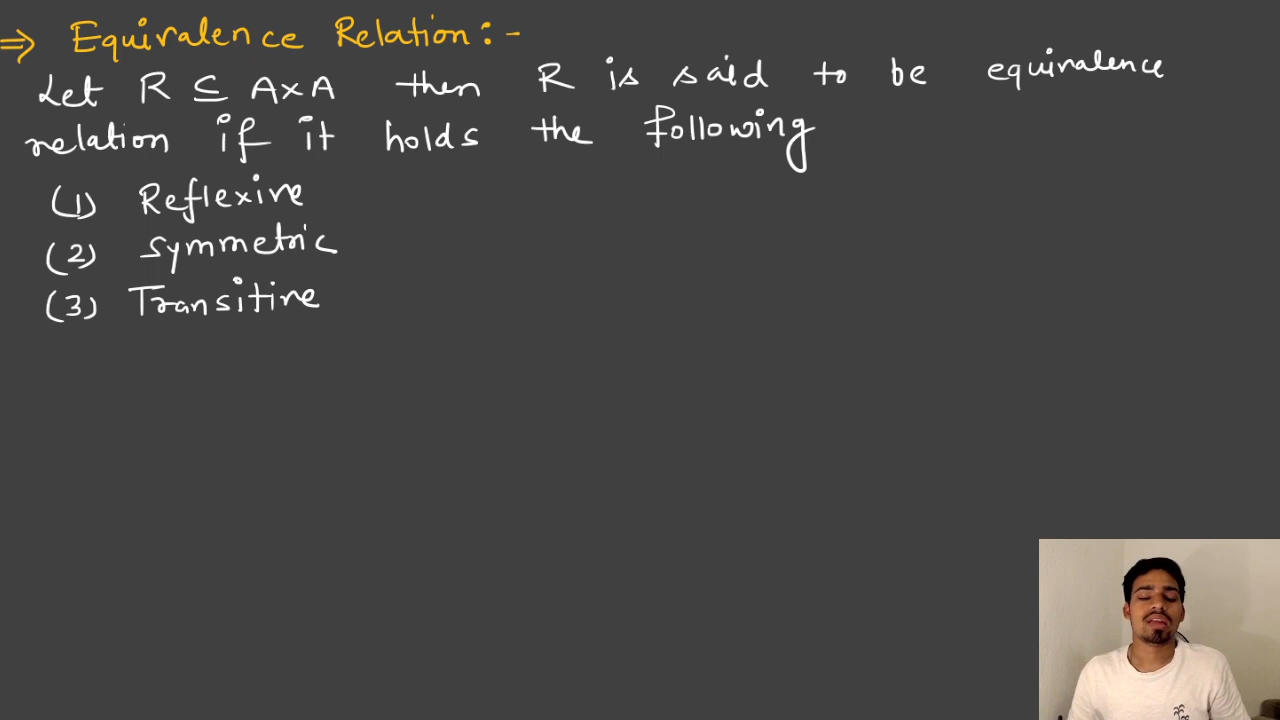 ⇒ Equivalence Relation :-
Let R ⊆ A×A then R is said to be equivalence
relation if it holds the following
(1) Reflexive
(2) Symmetric
(3) Transitive